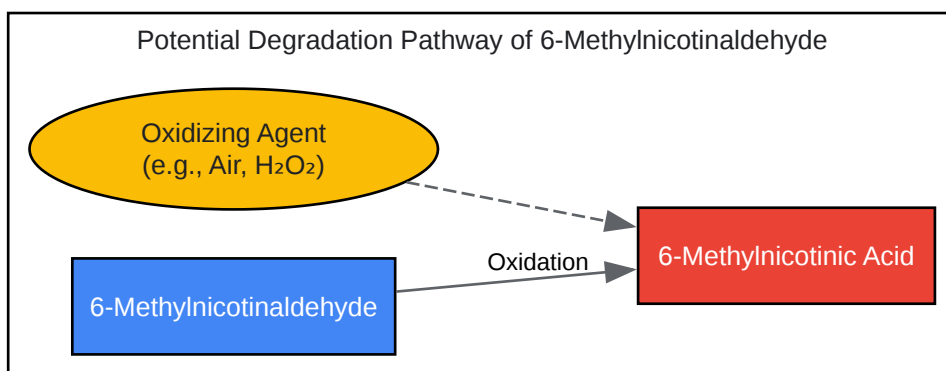 Potential Degradation Pathway of 6-Methylnicotinaldehyde
Oxidizing Agent
(e.g., Air, H₂O₂)
Oxidation
6-Methylnicotinic Acid
6-Methylnicotinaldehyde